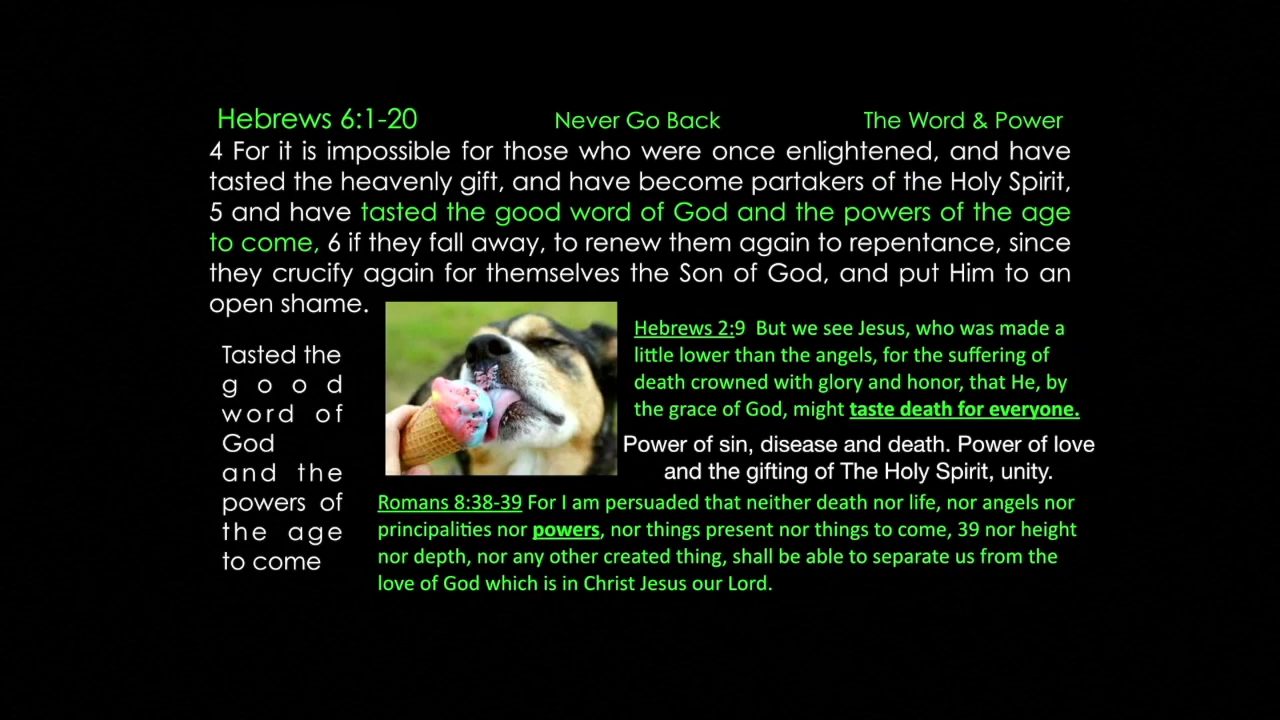 Hebrews 6:1-20 Never Go Back The Word & Power
4 For it is impossible for those who were once enlightened, and have
tasted the heavenly gift, and have become partakers of the Holy Spirit,
5 and have tasted the good word of God and the powers of the age
to come, 6 if they fall away, to renew them again to repentance, since
they crucify again for themselves the Son of God, and put Him to an
open shame.
Tasted the
good
word of
God
and the
powers of
the age
to come
Hebrews 2:9 But we see Jesus, who was made a
little lower than the angels, for the suffering of
death crowned with glory and honor, that He, by
the grace of God, might taste death for everyone.
Power of sin, disease and death. Power of love
and the gifting of The Holy Spirit, unity.
Romans 8:38-39 For I am persuaded that neither death nor life, nor angels nor
principalities nor powers, nor things present nor things to come, 39 nor height
nor depth, nor any other created thing, shall be able to separate us from the
love of God which is in Christ Jesus our Lord.